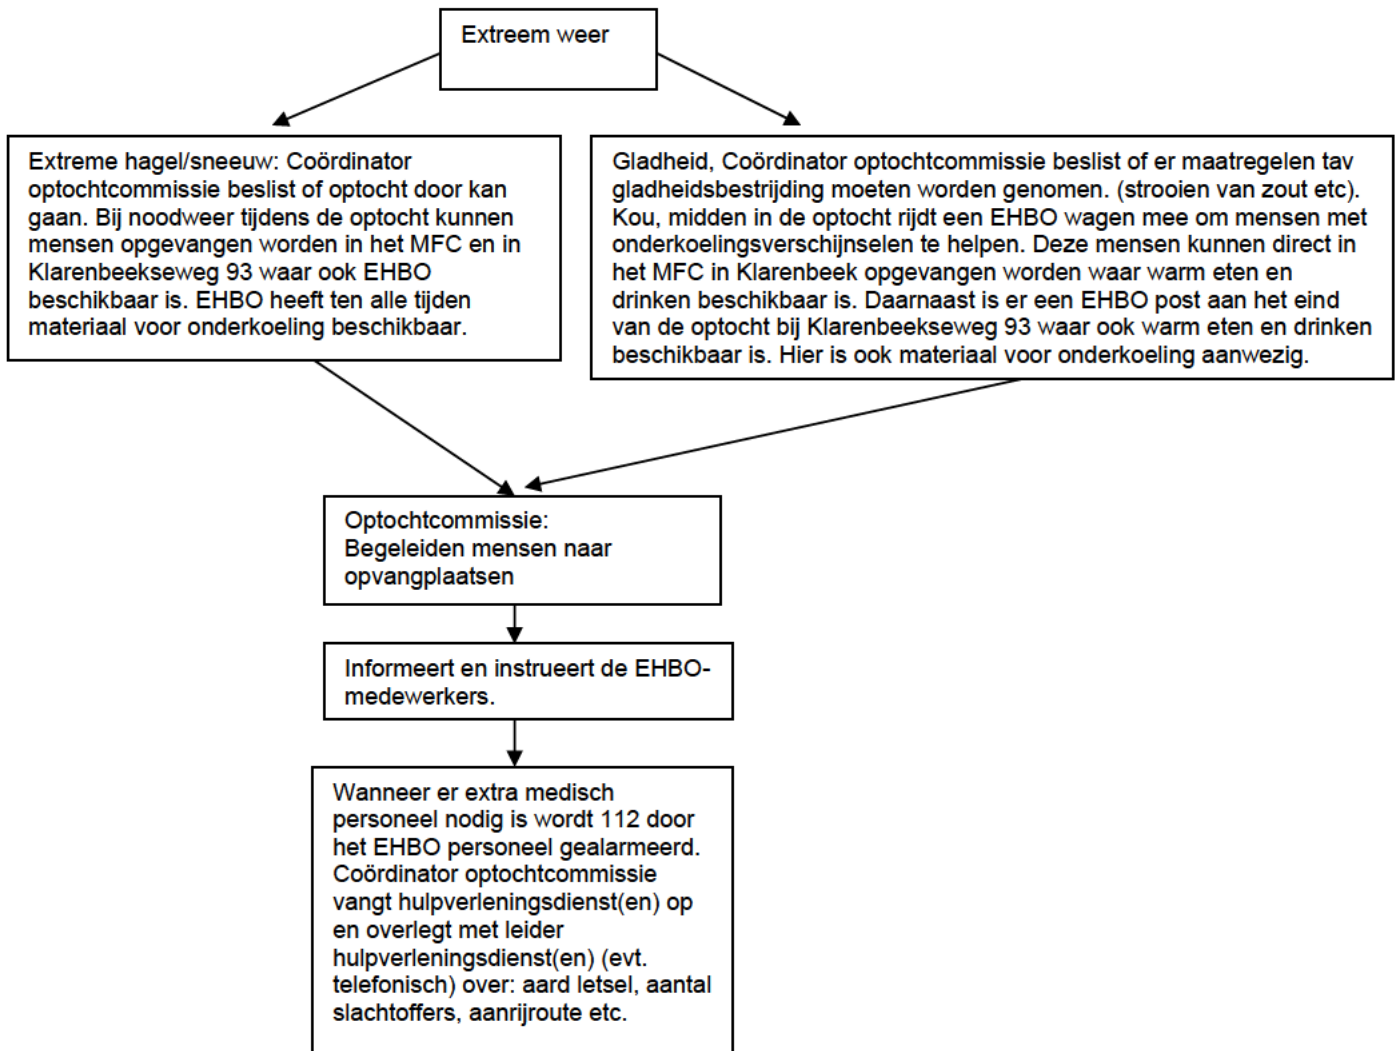 Extreem weer
Extreme hagel/sneeuw: Coördinator
optochtcommissie beslist of optocht door kan
gaan. Bij noodweer tijdens de optocht kunnen
mensen opgevangen worden in het MFC en in
Klarenbeekseweg 93 waar ook EHBO
beschikbaar is. EHBO heeft ten alle tijden
materiaal voor onderkoeling beschikbaar.
Gladheid, Coördinator optochtcommissie beslist of er maatregelen tav
gladheidsbestrijding moeten worden genomen. (strooien van zout etc).
Kou, midden in de optocht rijdt een EHBO wagen mee om mensen met
onderkoelingsverschijnselen te helpen. Deze mensen kunnen direct in
het MFC in Klarenbeek opgevangen worden waar warm eten en
drinken beschikbaar is. Daarnaast is er een EHBO post aan het eind
van de optocht bij Klarenbeekseweg 93 waar ook warm eten en drinken
beschikbaar is. Hier is ook materiaal voor onderkoeling aanwezig.
Optochtcommissie:
Begeleiden mensen naar
opvangplaatsen
Informeert en instrueert de EHBO-
medewerkers.
Wanneer er extra medisch
personeel nodig is wordt 112 door
het EHBO personeel gealarmeerd.
Coördinator optochtcommissie
vangt hulpverleningsdienst(en) op
en overlegt met leider
hulpverleningsdienst(en) (evt.
telefonisch) over: aard letsel, aantal
slachtoffers, aanrijroute etc.